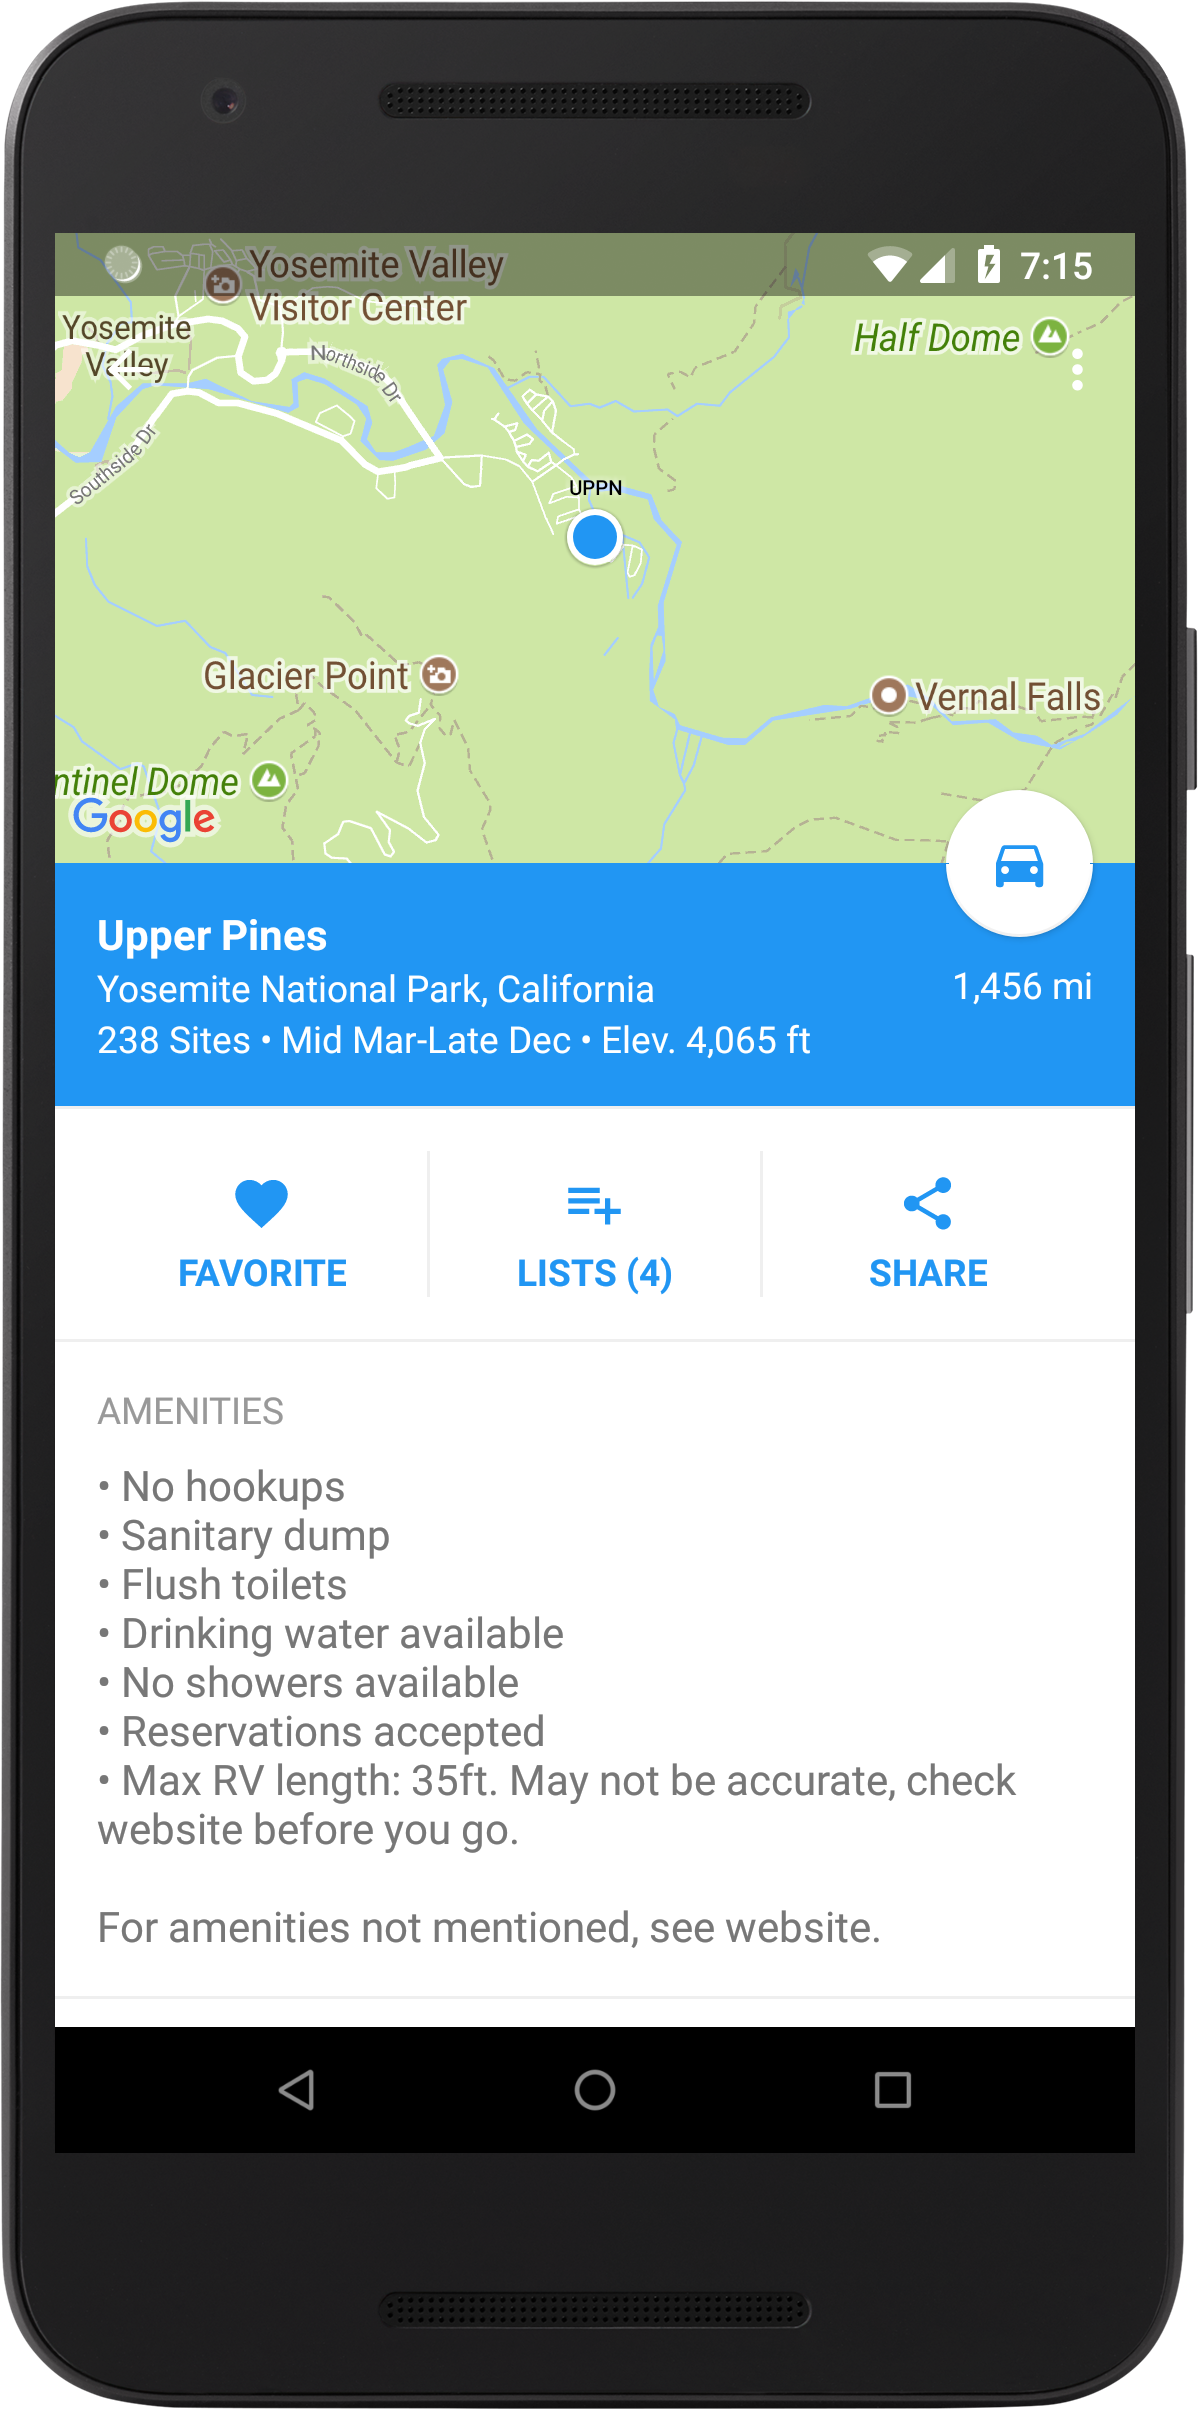 7:15
Yosemite Valley
Visitor Center
Yosemite
Valley
Half Dome
Northside Dr
Southside Dr
UPPN
Glacier Point
Vernal Falls
ntinel Dome
Google
Upper Pines
Yosemite National Park, California
1,456 mi
238 Sites • Mid Mar-Late Dec • Elev. 4,065 ft
FAVORITE
LISTS (4)
SHARE
AMENITIES
• No hookups
• Sanitary dump
• Flush toilets
• Drinking water available
• No showers available
• Reservations accepted
• Max RV length: 35ft. May not be accurate, check
website before you go.
For amenities not mentioned, see website.